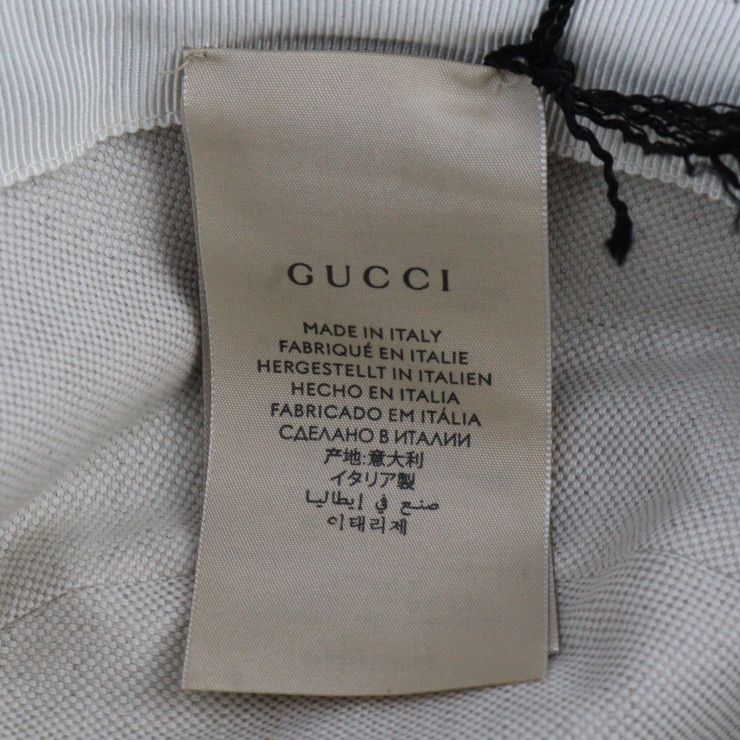 GUCCI
MADE IN ITALY
FABRIQUÉ EN ITALIE
HERGESTELLT IN ITALIEN
HECHO EN ITALIA
FABRICADO EM ITÁLIA
СДЕЛАНО В ИТАЛИИ
产地:意大利
イタリア製
صنع في إيطاليا
이태리제